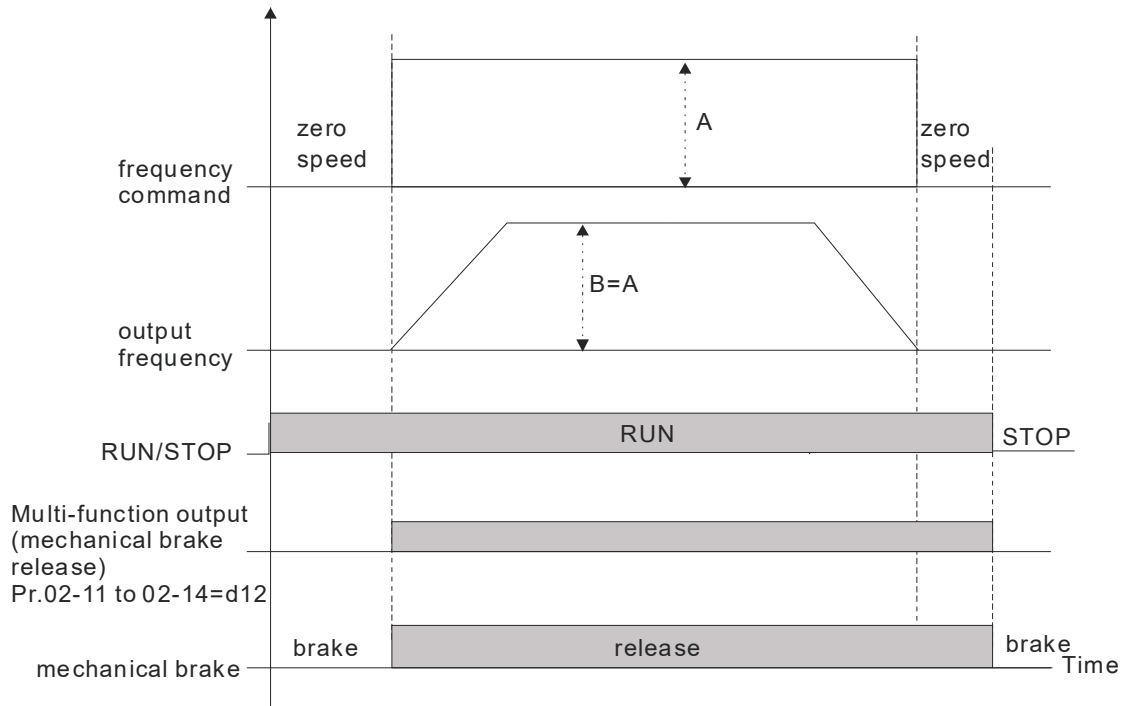 A
zero
speed
zero
speed
frequency
command
B=A
output
frequency
RUN
STOP
RUN/STOP
Multi-function output
(mechanical brake
release)
Pr.02-11 to 02-14=d12
brake
release
brake
mechanical brake
Time